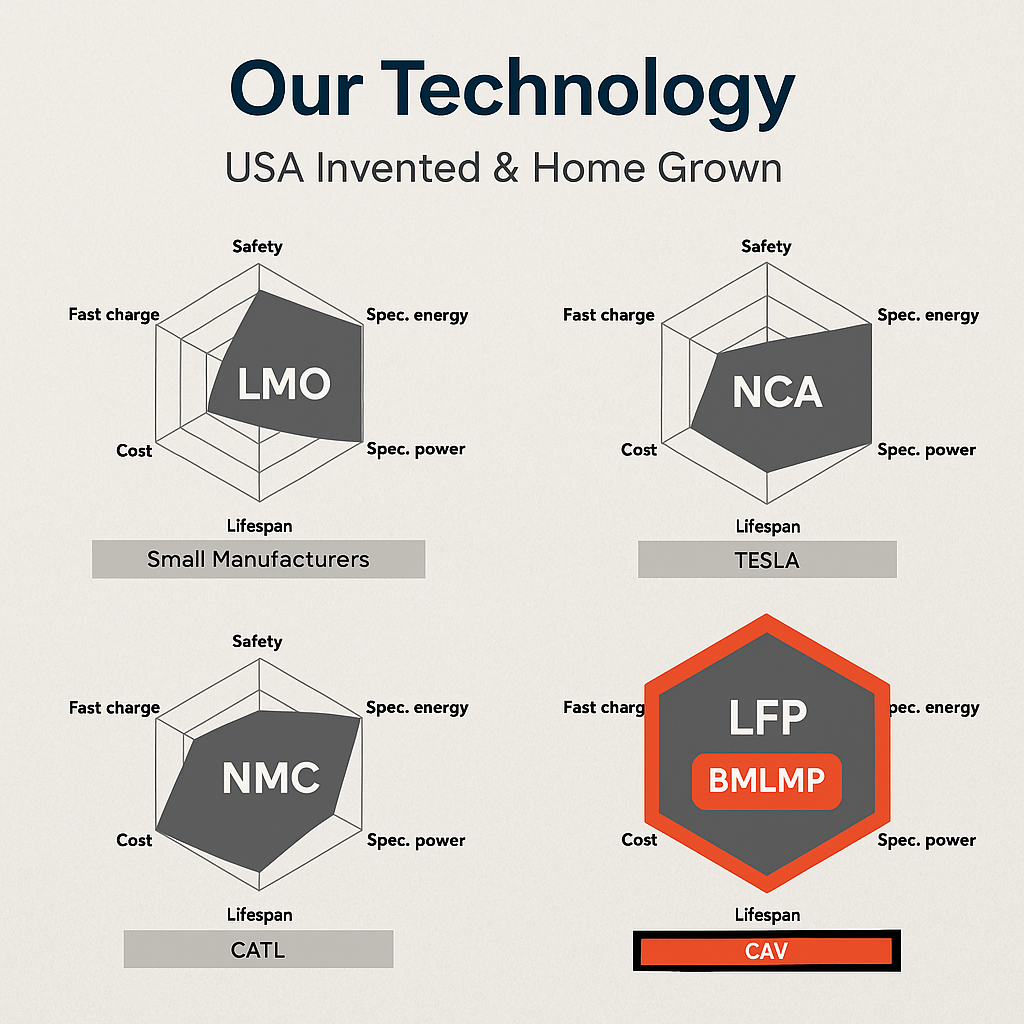 Our Technology
USA Invented & Home Grown
Safety
Fast charge
Spec. energy
LMO
Cost
Spec. power
Lifespan
Small Manufacturers
Safety
Fast charge
Spec. energy
NCA
Cost
Spec. power
Lifespan
TESLA
Safety
Fast charge
Spec. energy
NMC
Cost
Spec. power
Lifespan
CATL
Fast charg
pec. energy
LFP
BMLMP
Cost
Spec. power
Lifespan
CAV